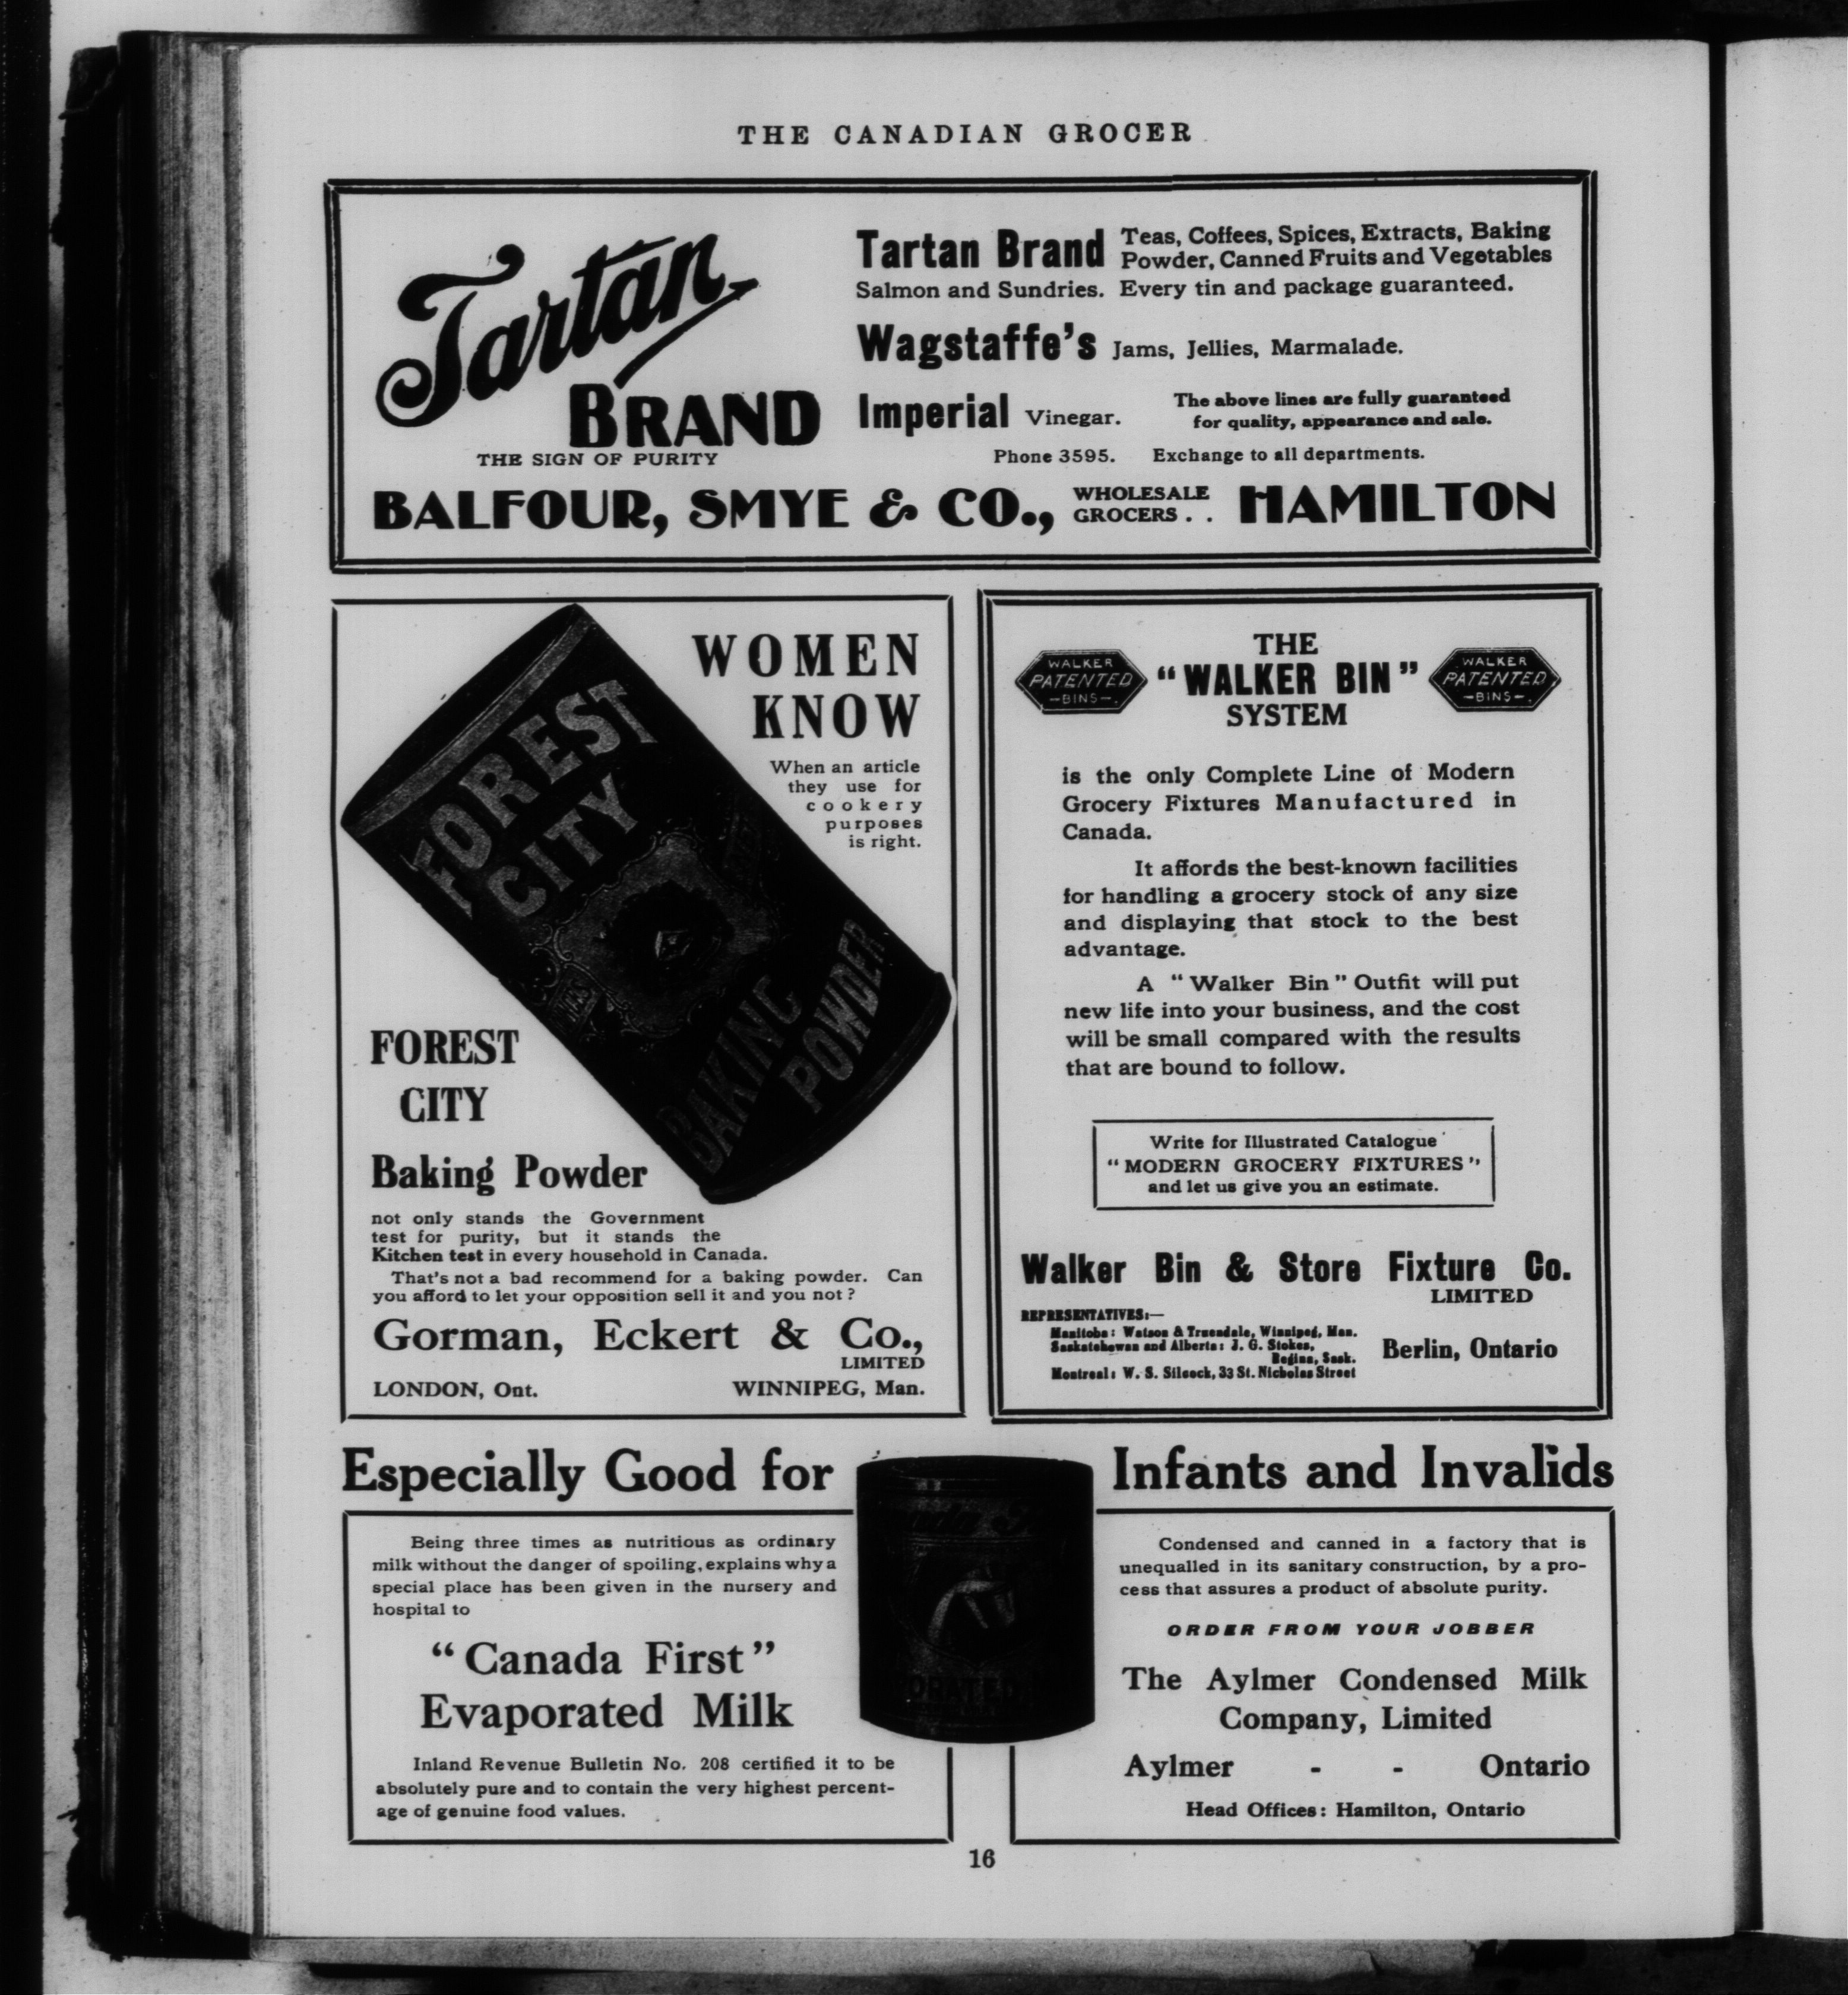 THE CANADIAN GROCER
Tartan
BRAND
THE SIGN OF PURITY
Tartan Brand Teas, Coffees, Spices, Extracts, Baking
Powder, Canned Fruits and Vegetables
Salmon and Sundries. Every tin and package guaranteed.
Wagstaffe's Jams, Jellies, Marmalade.
Imperial Vinegar.
The above lines are fully guaranteed
for quality, appearance and sale.
Phone 3595. Exchange to all departments.
BALFOUR, SMYE & CO., WHOLESALE
GROCERS . . HAMILTON
WOMEN
KNOW
When an article
they use for
cookery
purposes
is right.
FOREST
CITY
BAKING
POWDER
FOREST
CITY
Baking Powder
not only stands the Government
test for purity, but it stands the
Kitchen test in every household in Canada.
That's not a bad recommend for a baking powder. Can
you afford to let your opposition sell it and you not ?
Gorman, Eckert & Co.,
LIMITED
LONDON, Ont. WINNIPEG, Man.
WALKER
PATENTED
-BINS-
THE
"WALKER BIN"
SYSTEM
WALKER
PATENTED
-BINS-
is the only Complete Line of Modern
Grocery Fixtures Manufactured in
Canada.
It affords the best-known facilities
for handling a grocery stock of any size
and displaying that stock to the best
advantage.
A "Walker Bin" Outfit will put
new life into your business, and the cost
will be small compared with the results
that are bound to follow.
Write for Illustrated Catalogue
"MODERN GROCERY FIXTURES"
and let us give you an estimate.
Walker Bin & Store Fixture Co.
LIMITED
REPRESENTATIVES:—
Manitoba: Watson & Truesdale, Winnipeg, Man.
Saskatchewan and Alberta: J. G. Stokes,
Regina, Sask.
Montreal: W. S. Silcock, 33 St. Nicholas Street
Berlin, Ontario
Especially Good for Infants and Invalids
Being three times as nutritious as ordinary
milk without the danger of spoiling, explains why a
special place has been given in the nursery and
hospital to
"Canada First"
Evaporated Milk
Inland Revenue Bulletin No. 208 certified it to be
absolutely pure and to contain the very highest percent-
age of genuine food values.
Condensed and canned in a factory that is
unequalled in its sanitary construction, by a pro-
cess that assures a product of absolute purity.
ORDER FROM YOUR JOBBER
The Aylmer Condensed Milk
Company, Limited
Aylmer - - Ontario
Head Offices: Hamilton, Ontario
16